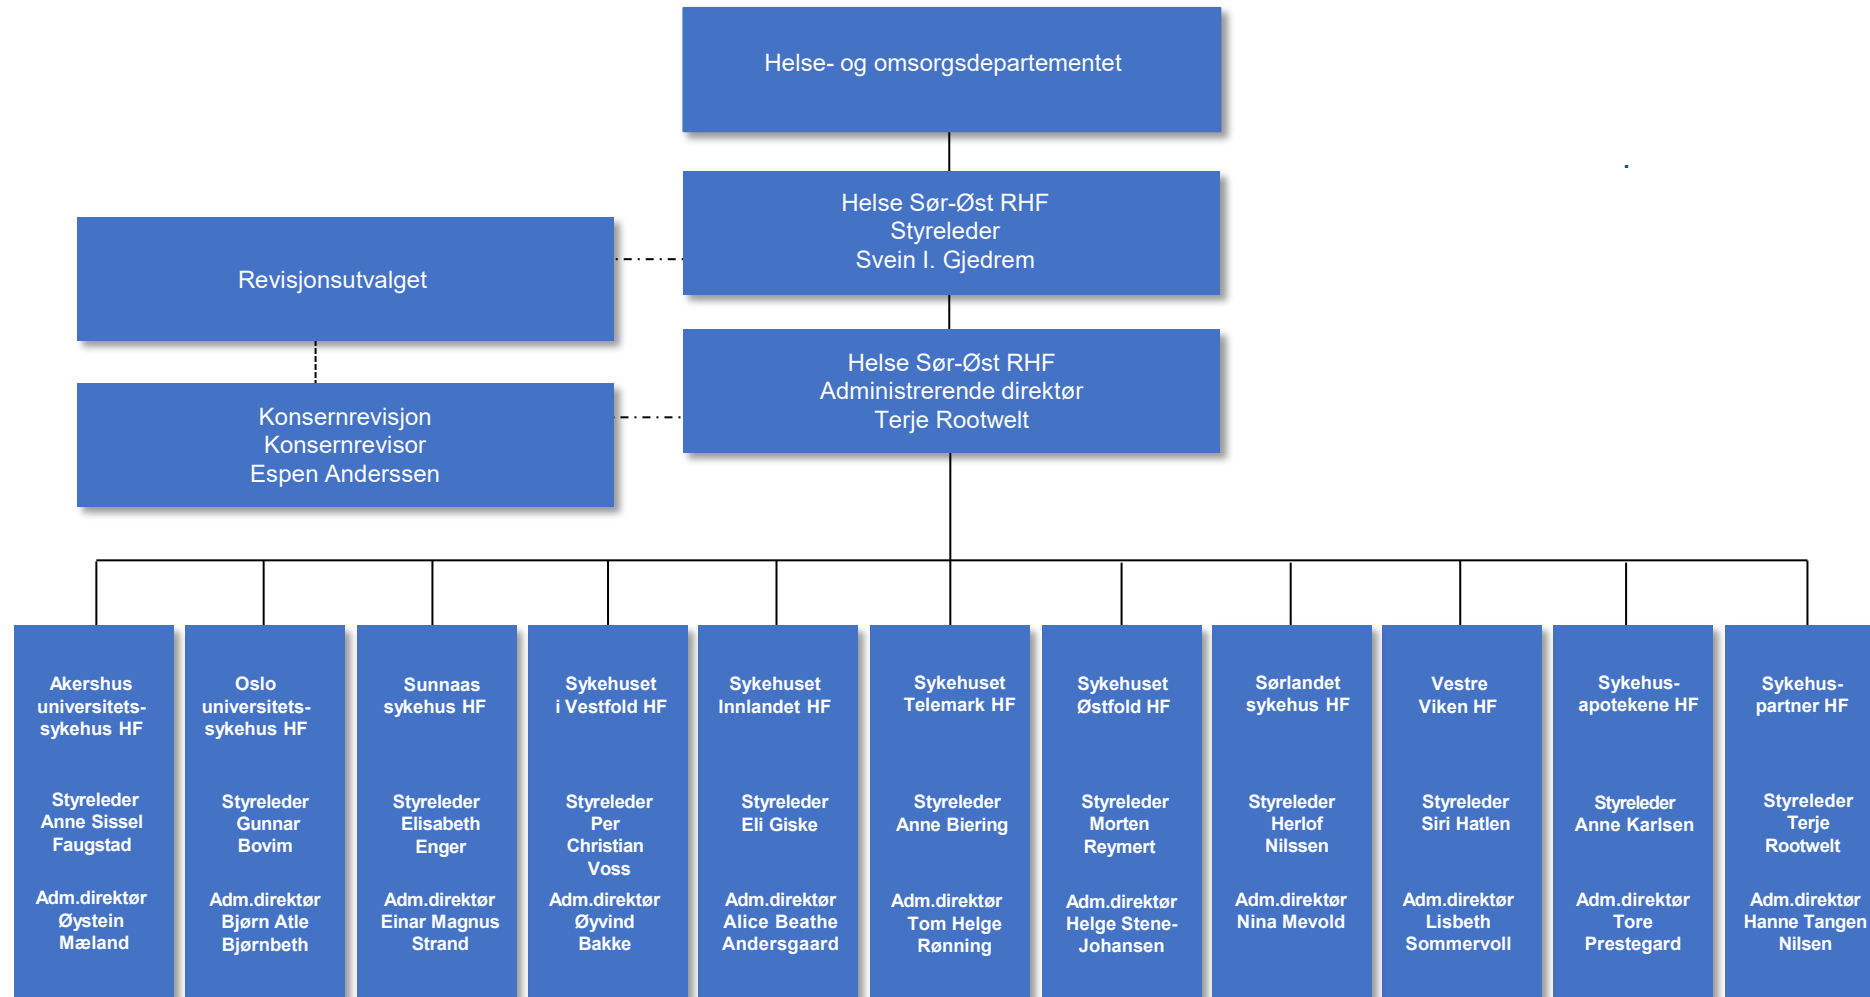 Helse- og omsorgsdepartementet
Helse Sør-Øst RHF
Styreleder
Svein I. Gjedrem
Revisjonsutvalget
Helse Sør-Øst RHF
Administrerende direktør
Terje Rootwelt
Konsernrevisjon
Konsernrevisor
Espen Anderssen
Akershus
universitets-
sykehus HF
Styreleder
Anne Sissel
Faugstad
Adm.direktør
Øystein
Mæland
Oslo
universitets-
sykehus HF
Styreleder
Gunnar
Bovim
Adm.direktør
Bjørn Atle
Bjørnbeth
Sunnaas
sykehus HF
Styreleder
Elisabeth
Enger
Adm.direktør
Einar Magnus
Strand
Sykehuset
i Vestfold HF
Styreleder
Per
Christian
Voss
Adm.direktør
Øyvind
Bakke
Sykehuset
Innlandet HF
Styreleder
Eli Giske
Adm.direktør
Alice Beathe
Andersgaard
Sykehuset
Telemark HF
Styreleder
Anne Biering
Adm.direktør
Tom Helge
Rønning
Sykehuset
Østfold HF
Styreleder
Morten
Reymert
Adm.direktør
Helge Stene-
Johansen
Sørlandet
sykehus HF
Styreleder
Herlof
Nilssen
Adm.direktør
Nina Mevold
Vestre
Viken HF
Styreleder
Siri Hatlen
Adm.direktør
Lisbeth
Sommervoll
Sykehus-
apotekene HF
Styreleder
Anne Karlsen
Adm.direktør
Tore
Prestegard
Sykehus-
partner HF
Styreleder
Terje
Rootwelt
Adm.direktør
Hanne Tangen
Nilsen